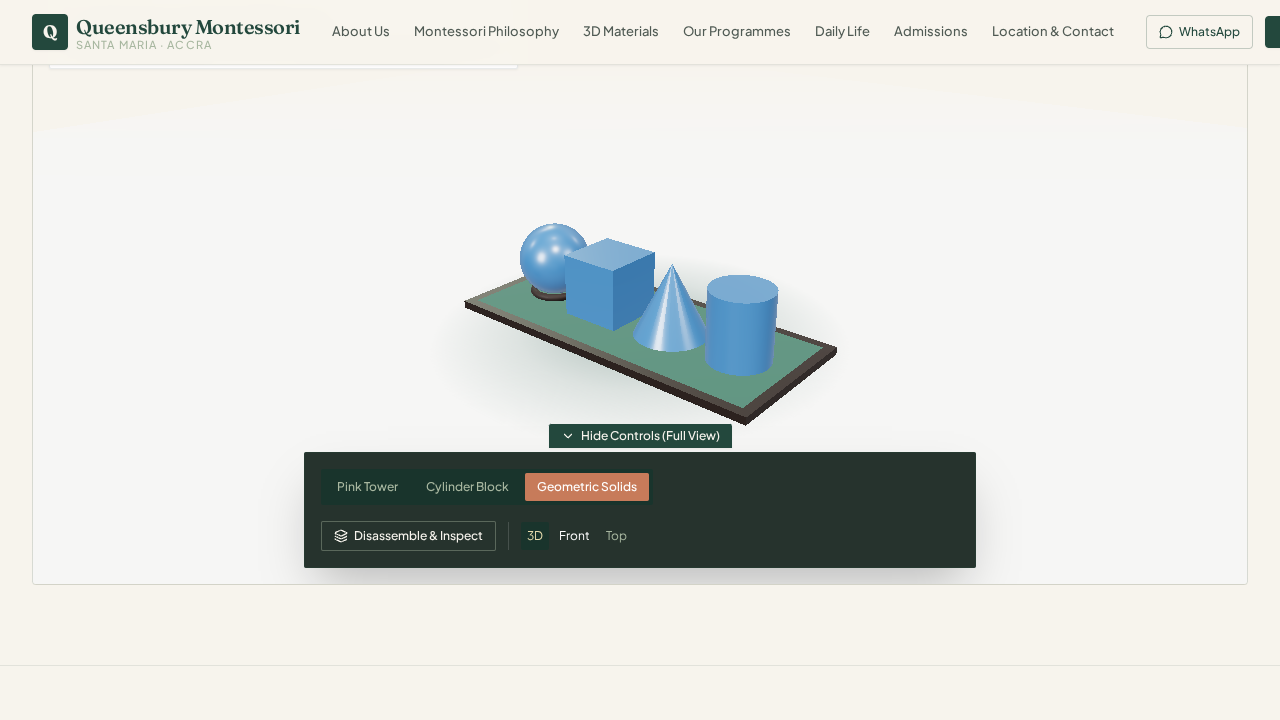 Q
Queensbury Montessori
SANTA MARIA · ACCRA
About Us
Montessori Philosophy
3D Materials
Our Programmes
Daily Life
Admissions
Location & Contact
WhatsApp
Hide Controls (Full View)
Pink Tower
Cylinder Block
Geometric Solids
Disassemble & Inspect
3D
Front
Top